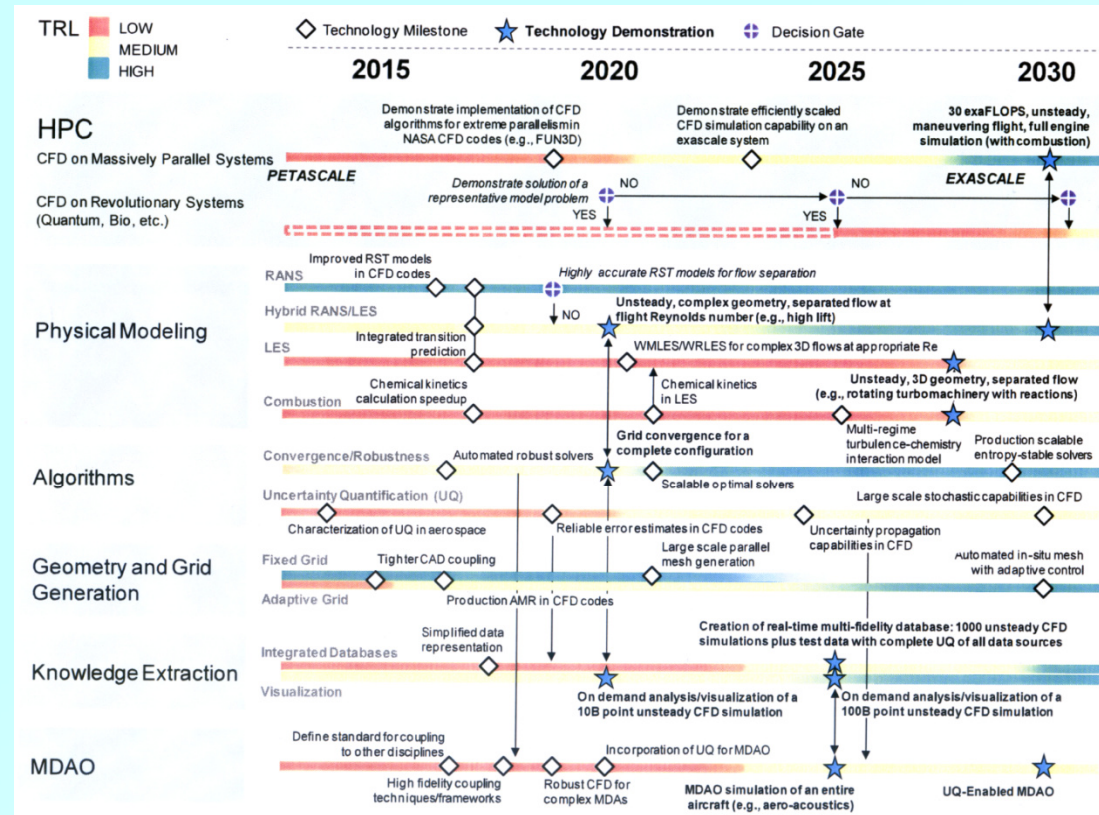 TRL
LOW
MEDIUM
HIGH
Technology Milestone
Technology Demonstration
Decision Gate
2015
2020
2025
2030
HPC
CFD on Massively Parallel Systems
Demonstrate implementation of CFD
algorithms for extreme parallelism in
NASA CFD codes (e.g., FUN3D)
Demonstrate efficiently scaled
CFD simulation capability on an
exascale system
30 exaFLOPS, unsteady,
maneuvering flight, full engine
simulation (with combustion)
PETASCALE
EXASCALE
CFD on Revolutionary Systems
(Quantum, Bio, etc.)
Demonstrate solution of a
representative model problem
NO
NO
YES
YES
Physical Modeling
RANS
Improved RST models
in CFD codes
Highly accurate RST models for flow separation
Hybrid RANS/LES
NO
Unsteady, complex geometry, separated flow at
flight Reynolds number (e.g., high lift)
LES
Integrated transition
prediction
WMLES/WRLES for complex 3D flows at appropriate Re
Combustion
Chemical kinetics
calculation speedup
Chemical kinetics
in LES
Unsteady, 3D geometry, separated flow
(e.g., rotating turbomachinery with reactions)
Multi-regime
turbulence-chemistry
interaction model
Algorithms
Convergence/Robustness
Automated robust solvers
Grid convergence for a
complete configuration
Scalable optimal solvers
Production scalable
entropy-stable solvers
Uncertainty Quantification (UQ)
Characterization of UQ in aerospace
Reliable error estimates in CFD codes
Uncertainty propagation
capabilities in CFD
Large scale stochastic capabilities in CFD
Geometry and Grid
Generation
Fixed Grid
Tighter CAD coupling
Large scale parallel
mesh generation
Automated in-situ mesh
with adaptive control
Adaptive Grid
Production AMR in CFD codes
Knowledge Extraction
Integrated Databases
Simplified data
representation
Creation of real-time multi-fidelity database: 1000 unsteady CFD
simulations plus test data with complete UQ of all data sources
Visualization
On demand analysis/visualization of a
10B point unsteady CFD simulation
On demand analysis/visualization of a
100B point unsteady CFD simulation
MDAO
Define standard for coupling
to other disciplines
High fidelity coupling
techniques/frameworks
Robust CFD for
complex MDAs
Incorporation of UQ for MDAO
MDAO simulation of an entire
aircraft (e.g., aero-acoustics)
UQ-Enabled MDAO